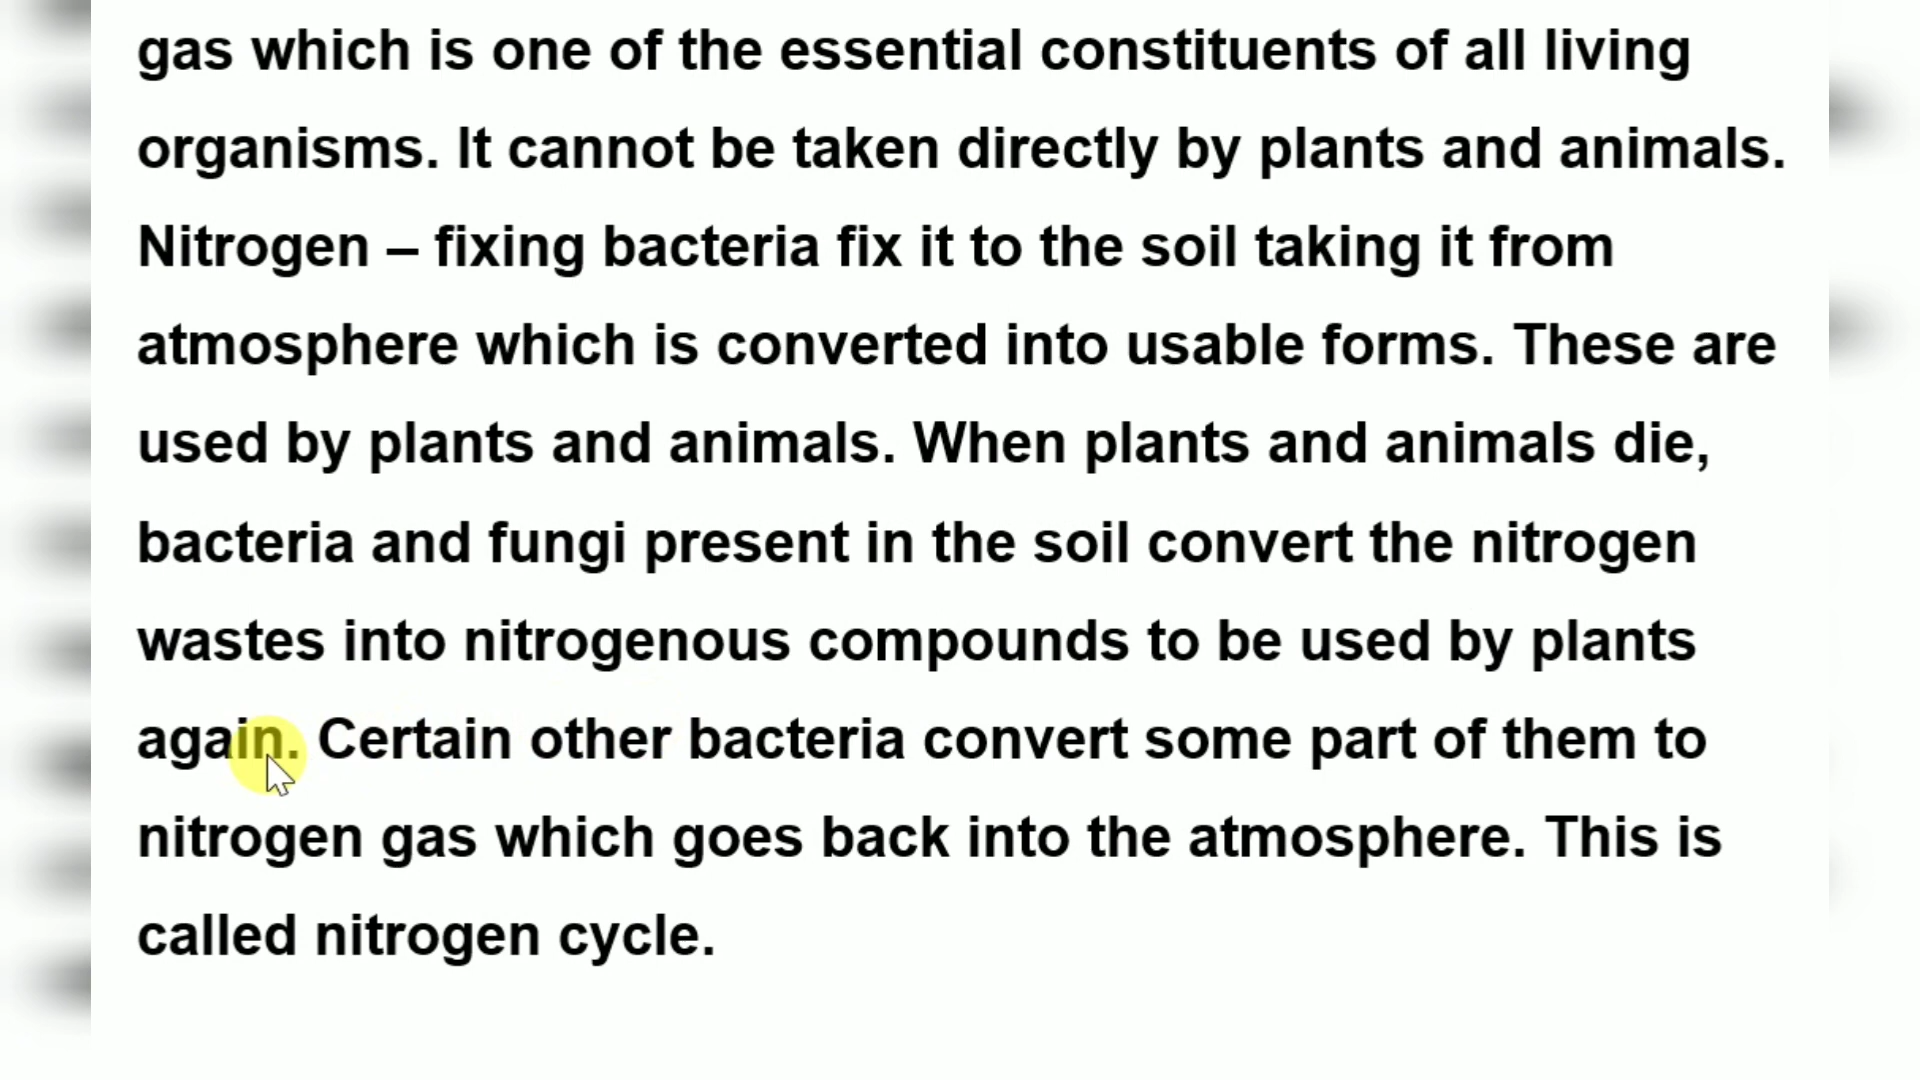 gas which is one of the essential constituents of all living
organisms. It cannot be taken directly by plants and animals.
Nitrogen – fixing bacteria fix it to the soil taking it from
atmosphere which is converted into usable forms. These are
used by plants and animals. When plants and animals die,
bacteria and fungi present in the soil convert the nitrogen
wastes into nitrogenous compounds to be used by plants
again. Certain other bacteria convert some part of them to
nitrogen gas which goes back into the atmosphere. This is
called nitrogen cycle.